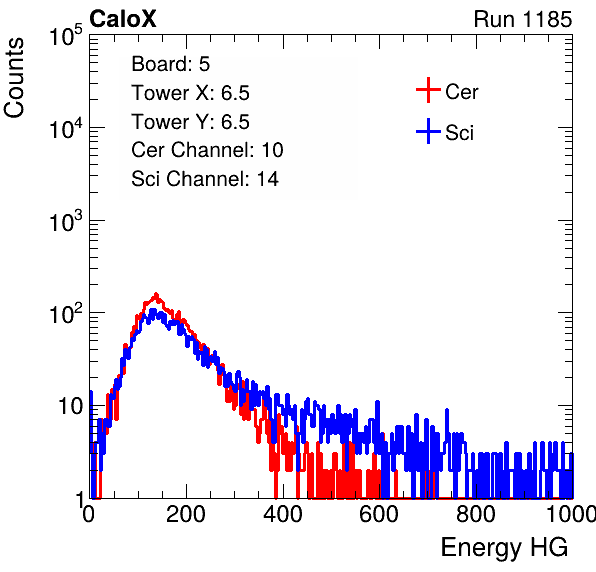 CaloX Run 1185
Counts
10^5
10^4
10^3
10^2
10
1
Board: 5
Tower X: 6.5
Tower Y: 6.5
Cer Channel: 10
Sci Channel: 14
Cer
Sci
0 200 400 600 800 1000
Energy HG